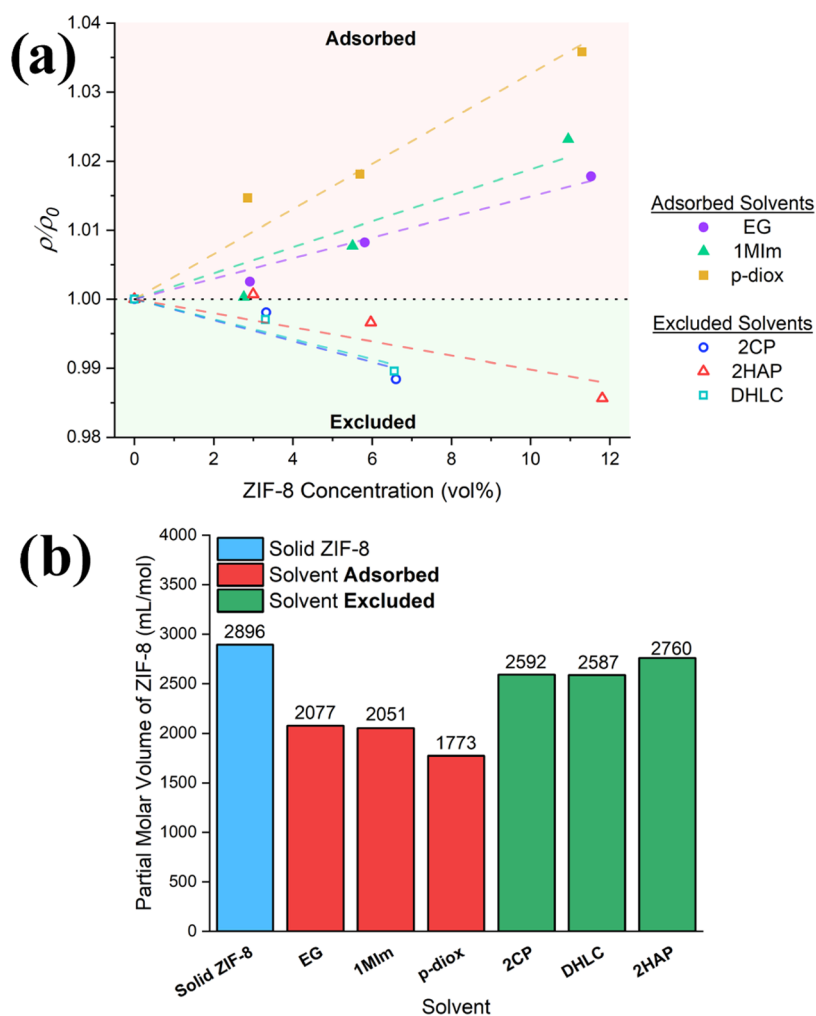 (a)
1.04
1.03
1.02
1.01
1.00
0.99
0.98
ρ/ρ0
Adsorbed
Excluded
0 2 4 6 8 10 12
ZIF-8 Concentration (vol%)
Adsorbed Solvents
EG
1MIm
p-diox
Excluded Solvents
2CP
2HAP
DHLC
(b)
Partial Molar Volume of ZIF-8 (mL/mol)
4000
3500
3000
2500
2000
1500
1000
500
0
Solid ZIF-8
Solvent Adsorbed
Solvent Excluded
2896 2077 2051 1773 2592 2587 2760
Solid ZIF-8 EG 1MIm p-diox 2CP DHLC 2HAP
Solvent